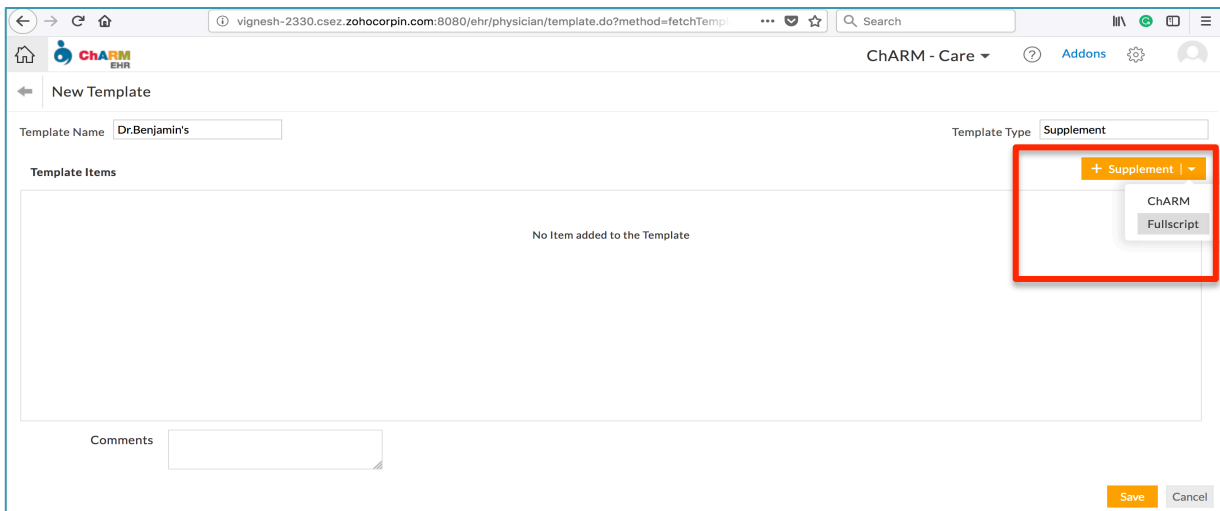 vignesh-2330.csez.zohocorpin.com:8080/ehr/physician/template.do?method=fetchTempl
Search
ChARM
EHR
ChARM - Care
?
Addons
New Template
Template Name Dr.Benjamin's
Template Type Supplement
Template Items
+ Supplement
ChARM
Fullscript
No Item added to the Template
Comments
Save Cancel